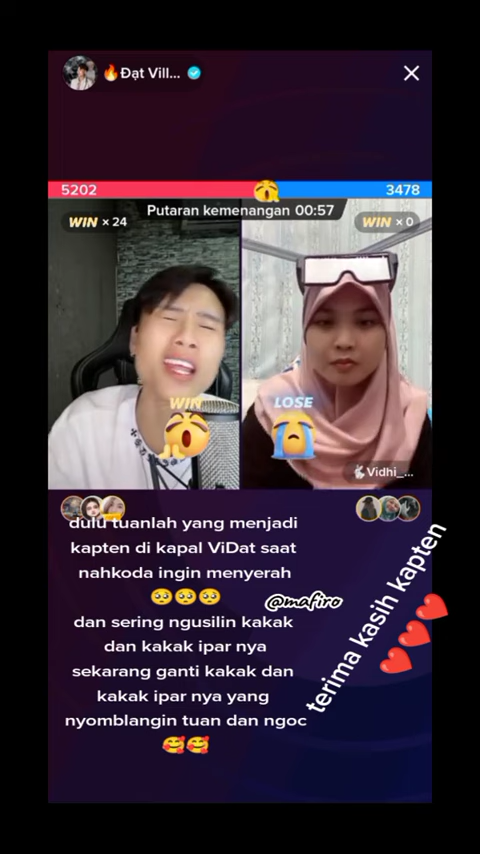 🔥Đạt Vill...
5202
3478
Putaran kemenangan 00:57
WIN × 24
WIN × 0
WIN
LOSE
Vidhi_...
dulu tuanlah yang menjadi
kapten di kapal ViDat saat
nahkoda ingin menyerah
🥺🥺🥺
@mafiro
dan sering ngusilin kakak
dan kakak ipar nya
sekarang ganti kakak dan
kakak ipar nya yang
nyomblangin tuan dan ngoc
🥰🥰
terima kasih kapten
❤️❤️❤️